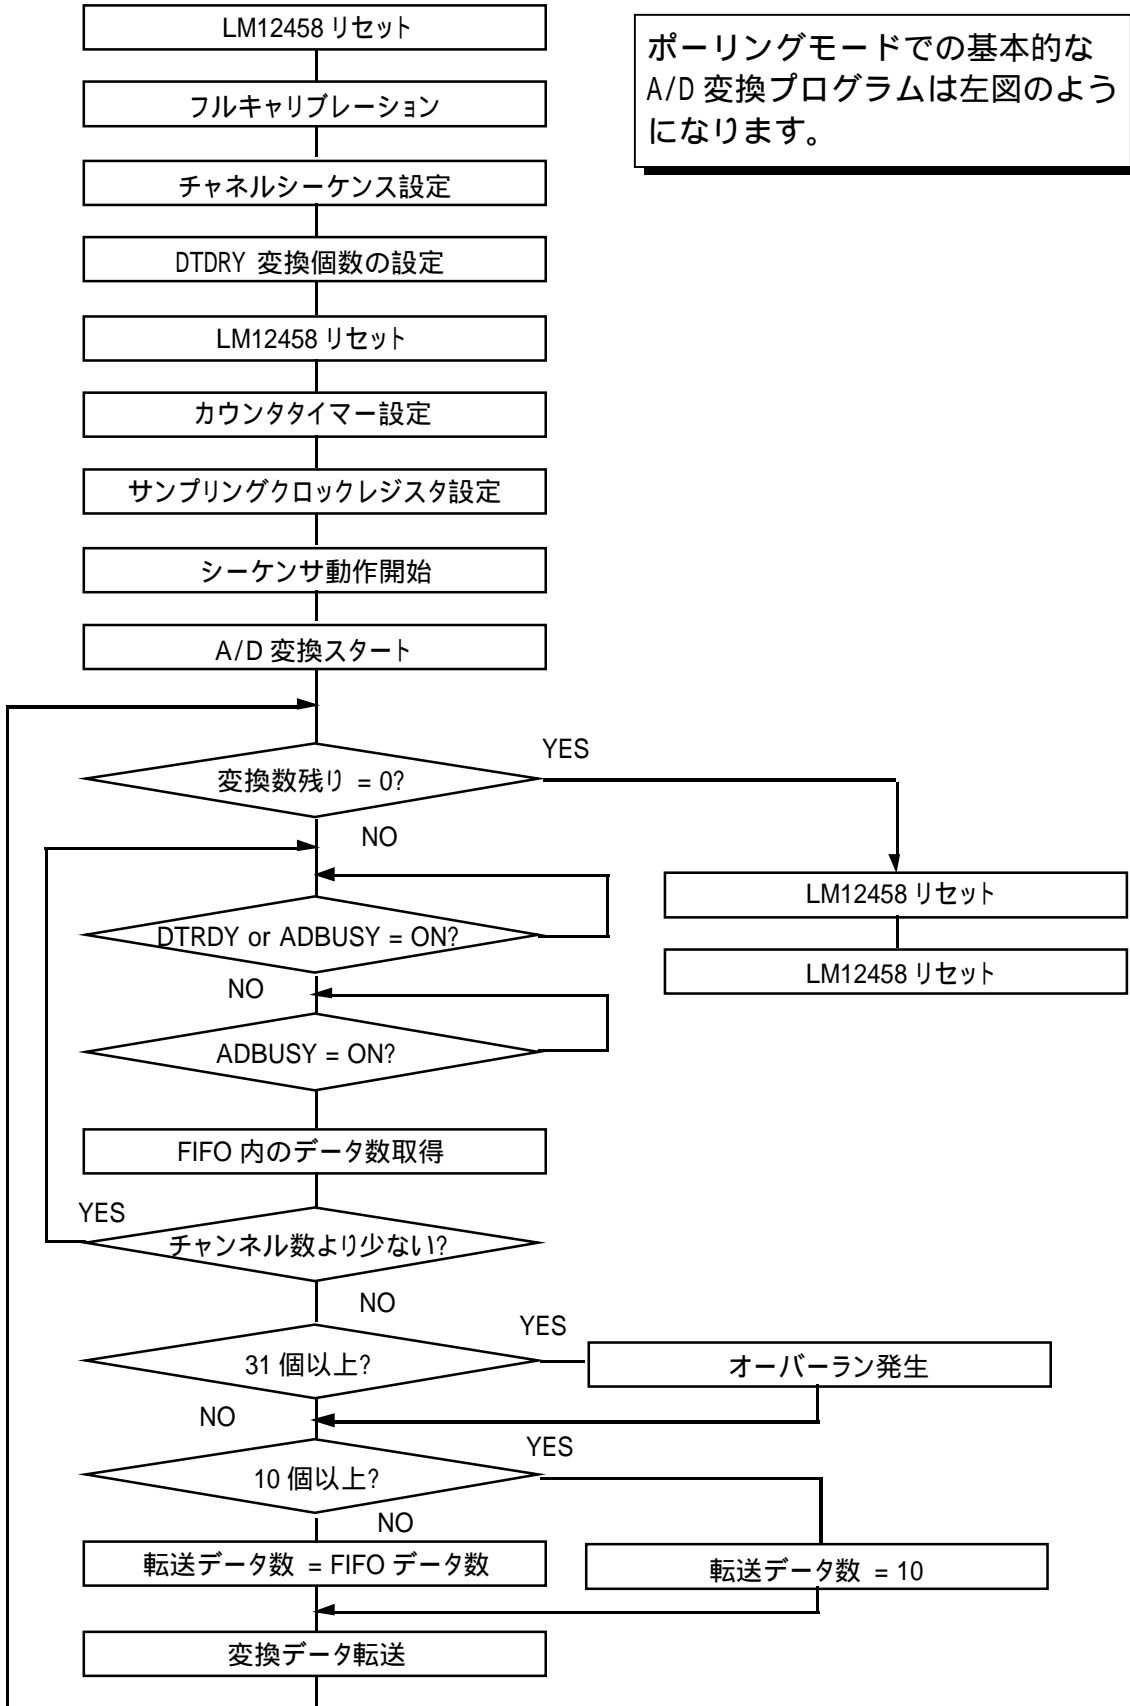 LM12458 リセット
ポーリングモードでの基本的な
A/D 変換プログラムは左図のよう
になります。
フルキャリブレーション
チャネルシーケンス設定
DTDRY 変換個数の設定
LM12458 リセット
カウンタタイマー設定
サンプリングクロックレジスタ設定
シーケンサ動作開始
A/D 変換スタート
変換数残り = 0?
YES
NO
LM12458 リセット
DTRDY or ADBUSY = ON?
LM12458 リセット
NO
ADBUSY = ON?
FIFO 内のデータ数取得
YES
チャンネル数より少ない?
NO
31 個以上?
YES
オーバーラン発生
NO
10 個以上?
YES
NO
転送データ数 = FIFO データ数
転送データ数 = 10
変換データ転送